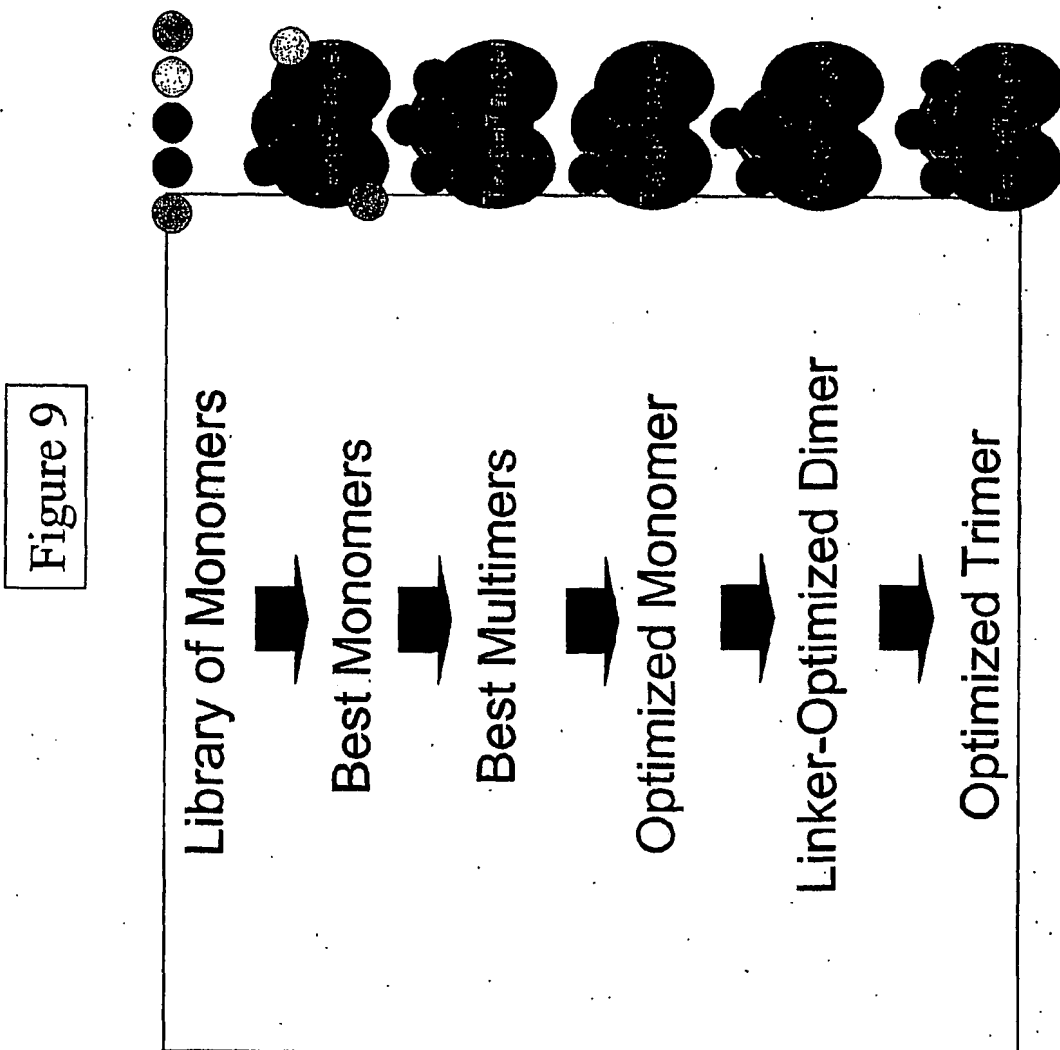 Figure 9
Library of Monomers
Best Monomers
Best Multimers
Optimized Monomer
Linker-Optimized Dimer
Optimized Trimer